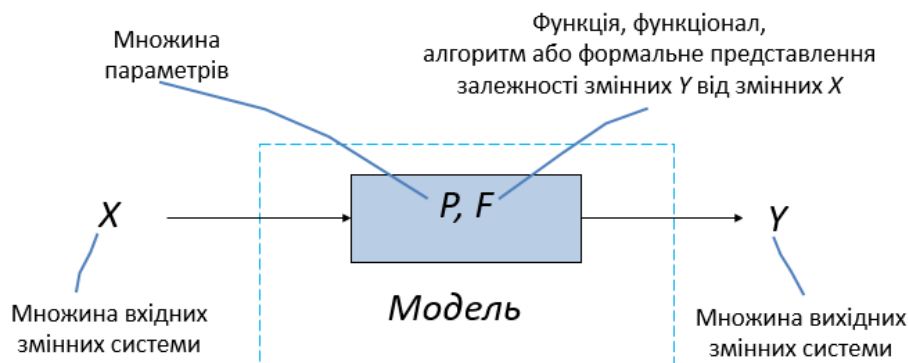 Множина
параметрів
Функція, функціонал,
алгоритм або формальне представлення
залежності змінних Y від змінних X
P, F
X
Y
Модель
Множина вхідних
змінних системи
Множина вихідних
змінних системи